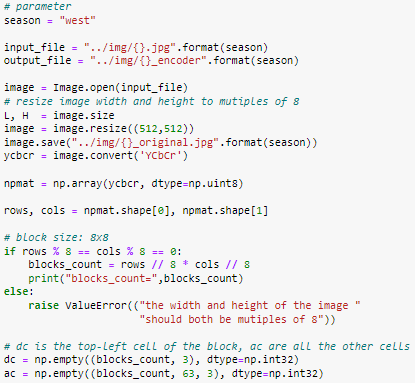 # parameter
season = "west"
input_file = "../img/{}.jpg".format(season)
output_file = "../img/{}_encoder".format(season)
image = Image.open(input_file)
# resize image width and height to mutiples of 8
L, H  = image.size
image = image.resize((512,512))
image.save("../img/{}_original.jpg".format(season))
ycbcr = image.convert('YCbCr')
npmat = np.array(ycbcr, dtype=np.uint8)
rows, cols = npmat.shape[0], npmat.shape[1]
# block size: 8x8
if rows % 8 == cols % 8 == 0:
    blocks_count = rows // 8 * cols // 8
    print("blocks_count=",blocks_count)
else:
    raise ValueError(("the width and height of the image "
                      "should both be mutiples of 8"))
# dc is the top-left cell of the block, ac are all the other cells
dc = np.empty((blocks_count, 3), dtype=np.int32)
ac = np.empty((blocks_count, 63, 3), dtype=np.int32)